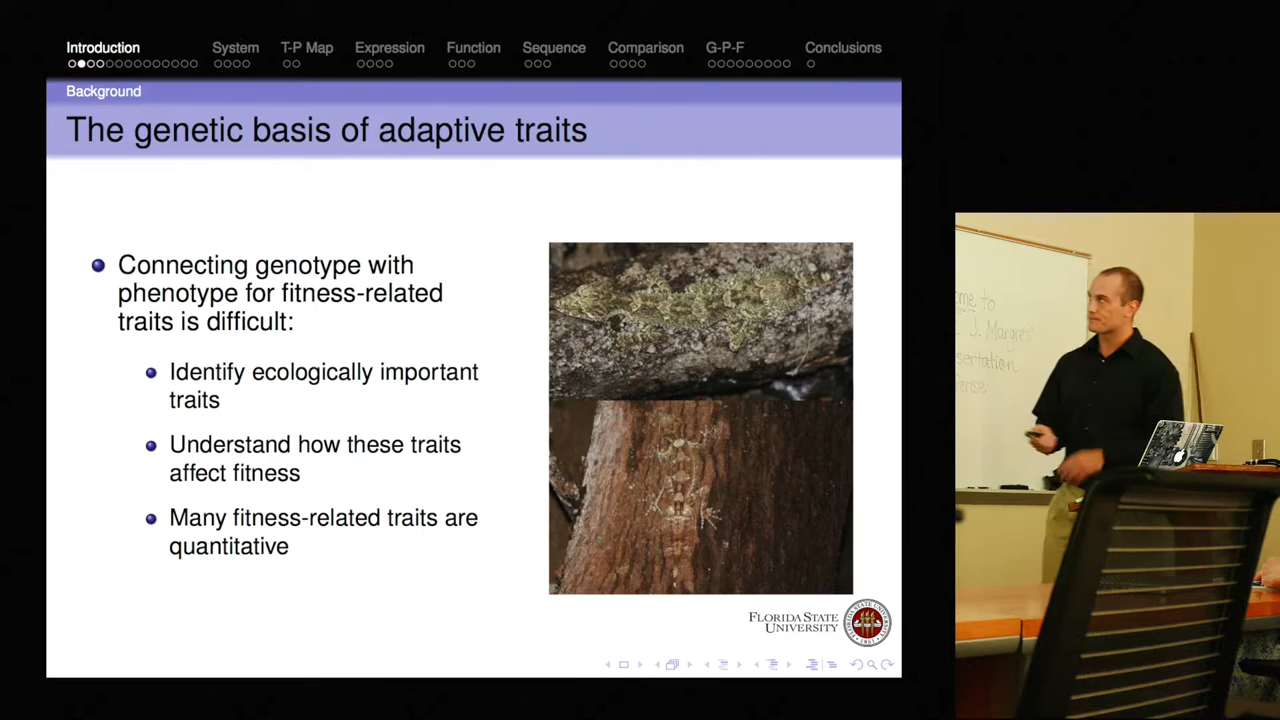 Introduction System T-P Map Expression Function Sequence Comparison G-P-F Conclusions
Background
The genetic basis of adaptive traits
Connecting genotype with
phenotype for fitness-related
traits is difficult:
Identify ecologically important
traits
Understand how these traits
affect fitness
Many fitness-related traits are
quantitative
FLORIDA STATE
UNIVERSITY
to
J. Margres'